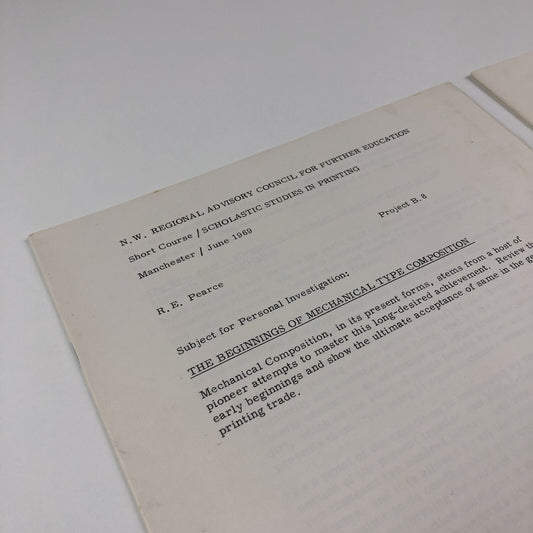 N.W. REGIONAL ADVISORY COUNCIL FOR FURTHER EDUCATION
Short Course / SCHOLASTIC STUDIES IN PRINTING
Manchester / June 1969
Project B.8
R.E. Pearce
Subject for Personal Investigation:
THE BEGINNINGS OF MECHANICAL TYPE COMPOSITION
Mechanical Composition, in its present forms, stems from a host of
pioneer attempts to master this long-desired achievement. Review
early beginnings and show the ultimate acceptance of same in the
printing trade.